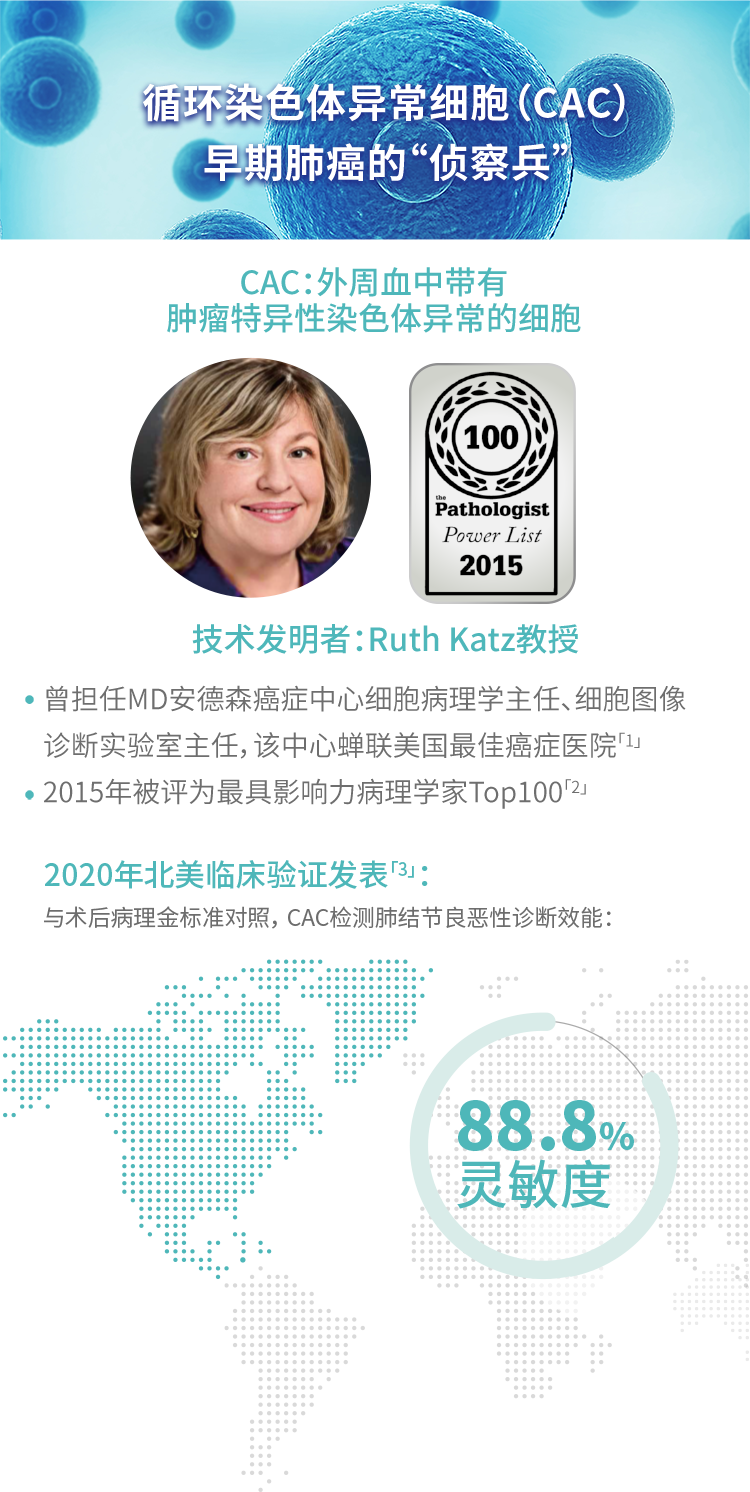 循环染色体异常细胞（CAC）
早期肺癌的“侦察兵”
CAC：外周血中带有
肿瘤特异性染色体异常的细胞
100
the
Pathologist
Power List
2015
技术发明者：Ruth Katz教授
• 曾担任MD安德森癌症中心细胞病理学主任、细胞图像
诊断实验室主任，该中心蝉联美国最佳癌症医院「1」
• 2015年被评为最具影响力病理学家Top100「2」
2020年北美临床验证发表「3」：
与术后病理金标准对照，CAC检测肺结节良恶性诊断效能：
88.8%
灵敏度